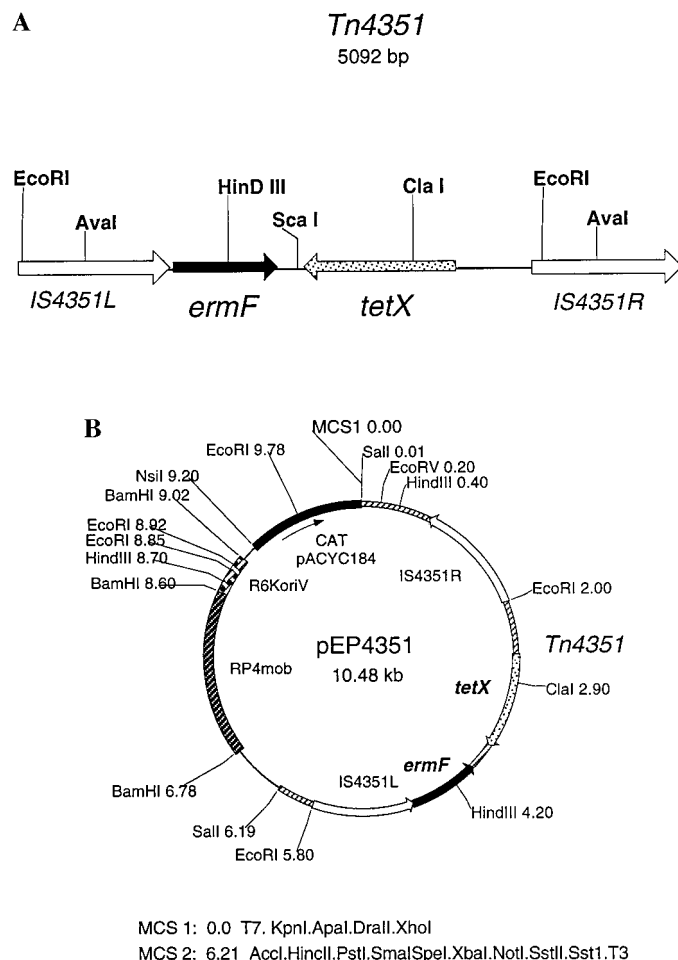 A
Tn4351
5092 bp
EcoRI
AvaI
HinD III
Sca I
Cla I
EcoRI
AvaI
IS4351L
ermF
tetX
IS4351R
B
MCS1 0.00
EcoRI 9.78
SalI 0.01
NsiI 9.20
EcoRV 0.20
BamHI 9.02
HindIII 0.40
EcoRI 8.92
EcoRI 8.85
CAT
pACYC184
HindIII 8.70
R6KoriV
IS4351R
BamHI 8.60
EcoRI 2.00
pEP4351
Tn4351
RP4mob
10.48 kb
tetX
ClaI 2.90
ermF
BamHI 6.78
IS4351L
HindIII 4.20
SalI 6.19
EcoRI 5.80
MCS 1: 0.0 T7. KpnI.ApaI.DraII.XhoI
MCS 2: 6.21 AccI.HincII.PstI.SmaISpeI.XbaI.NotI.SstII.Sst1.T3